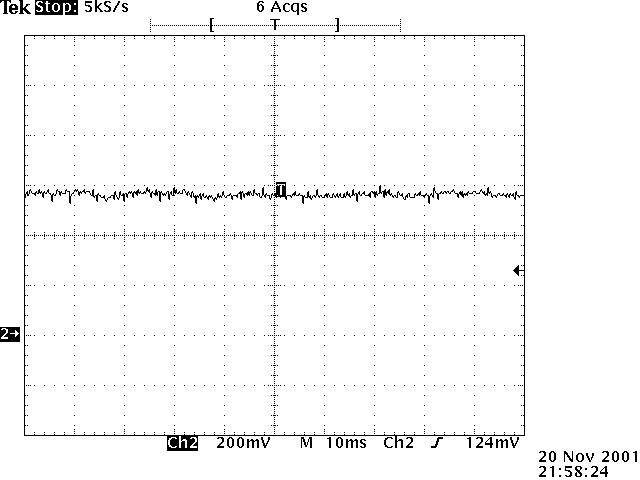 Tek Stop: 5kS/s 6 Acqs
[ T ]
T
2→
Ch2 200mV M 10ms Ch2 124mV
20 Nov 2001
21:58:24